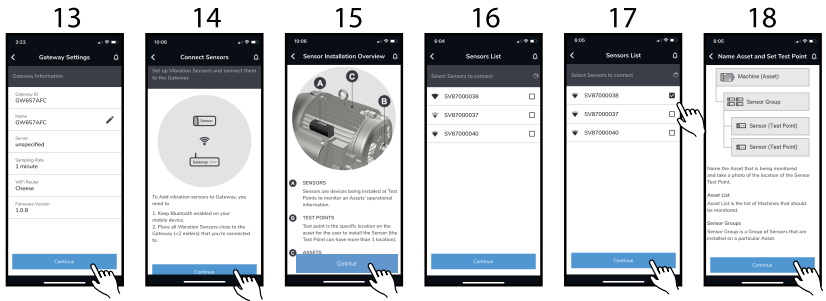 13
3:33
Gateway Settings
Gateway Information
Gateway ID
GW657AFC
Name
GW657AFC
Server
unspecified
Sampling Rate
1 minute
WiFi Router
Cheese
Firmware Version
1.0.9
Continue
14
10:06
Connect Sensors
Set up Vibration Sensors and connect them
to the Gateway
Sensor
Gateway
To Add vibration sensors to Gateway, you
need to
1. Keep Bluetooth enabled on your
mobile device.
2. Place all Vibration Sensors close to the
Gateway (<2 meters) that you're connected
to.
Continue
15
10:06
Sensor Installation Overview
A
C
B
A SENSORS
Sensors are devices being installed at Test
Points to monitor an Assets' operational
information.
B TEST POINTS
Test point is the specific location on the
asset for the user to install the Sensor (the
Test Point can have more than 1 location).
C ASSETS
Continue
16
6:04
Sensors List
Select Sensors to connect
SV87000038
SV87000037
SV87000040
Continue
17
6:05
Sensors List
Select Sensors to connect
SV87000038
SV87000037
SV87000040
Continue
18
6:05
Name Asset and Set Test Point
Machine (Asset)
Sensor Group
Sensor (Test Point)
Sensor (Test Point)
Name the Asset that is being monitored
and take a photo of the location of the Sensor
Test Point.
Asset List
Asset List is the list of Machines that should
be monitored.
Sensor Groups
Sensor Group is a Group of Sensors that are
installed on a particular Asset.
Continue